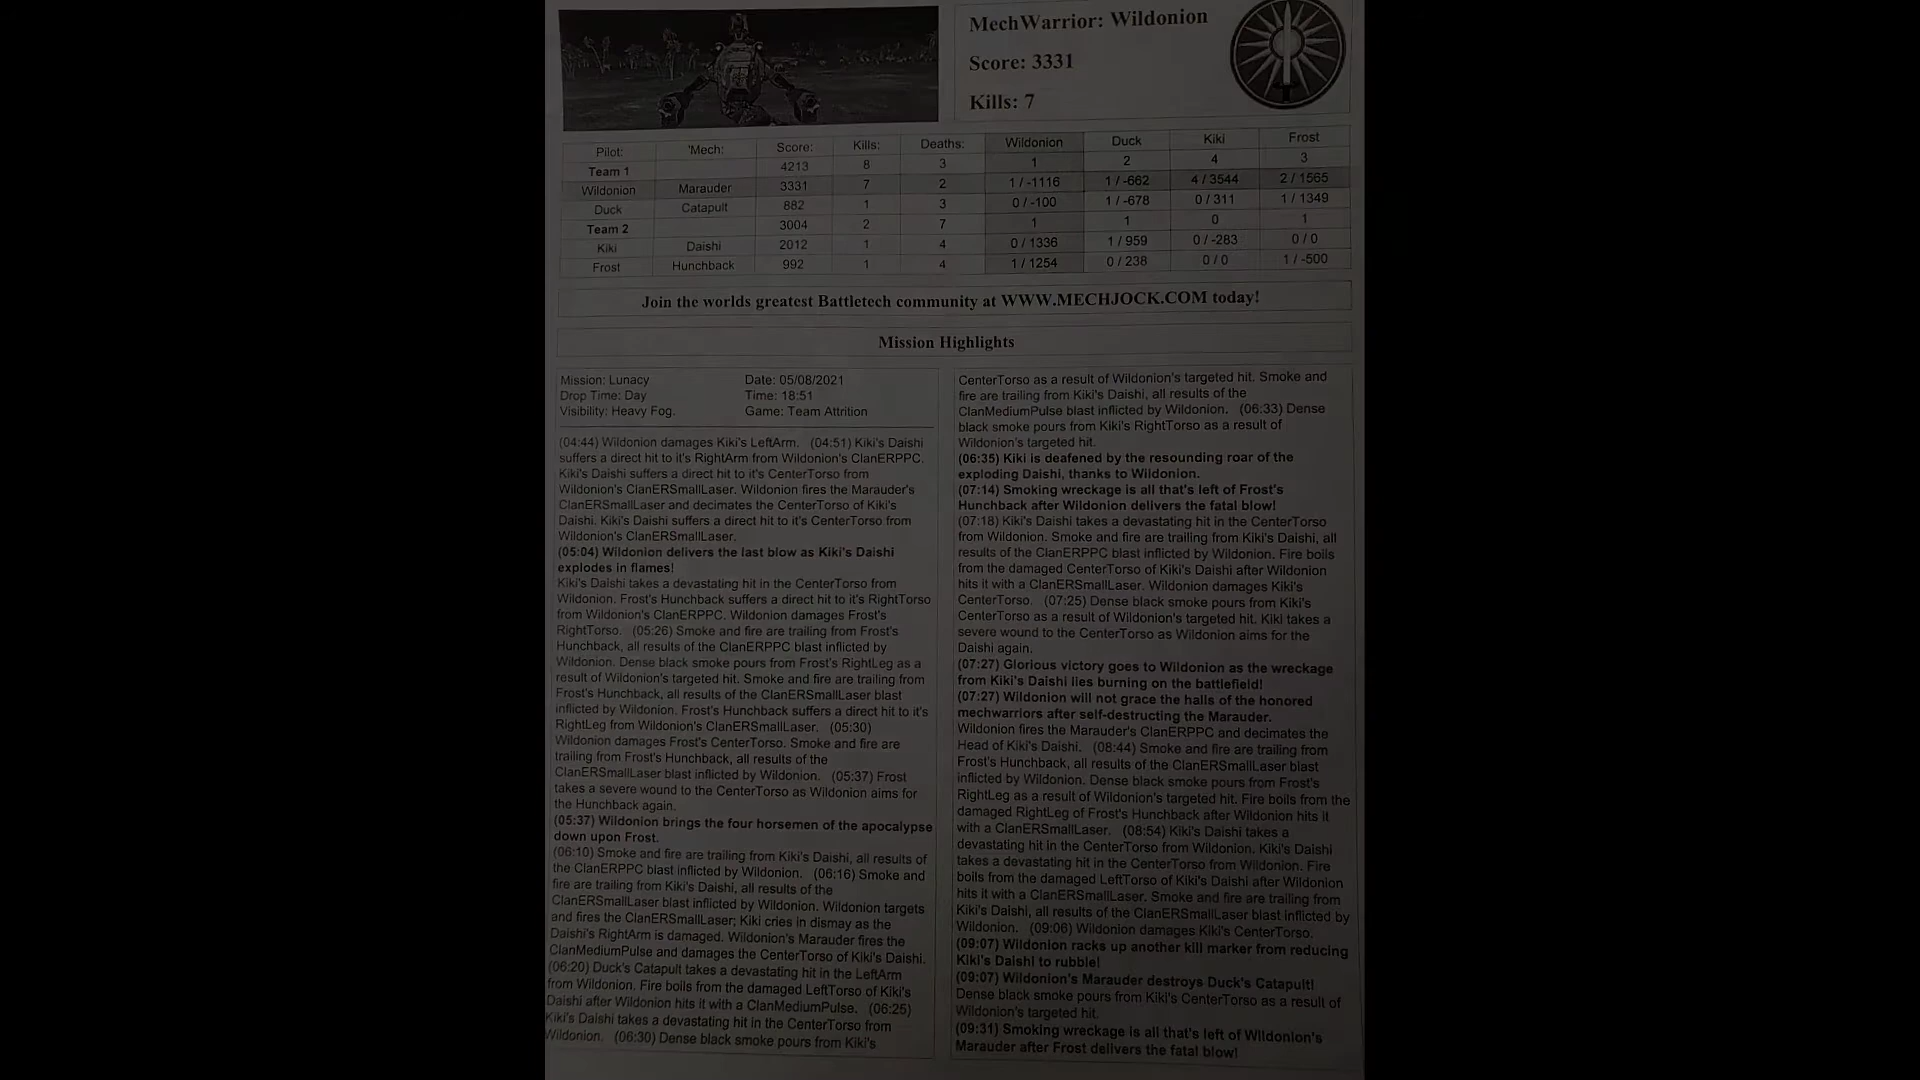 MechWarrior: Wildonion
Score: 3331
Kills: 7
Pilot: 'Mech: Score: Kills: Deaths: Wildonion Duck Kiki Frost
Team 1 4213 8 3 1 2 4 3
Wildonion Marauder 3331 7 2 1 / -1116 1 / -662 4 / 3544 2 / 1565
Duck Catapult 882 1 3 0 / -100 1 / -678 0 / 311 1 / 1349
Team 2 3004 2 7 1 1 0 1
Kiki Daishi 2012 1 4 0 / 1336 1 / 959 0 / -283 0 / 0
Frost Hunchback 992 1 4 1 / 1254 0 / 238 0 / 0 1 / -500
Join the worlds greatest Battletech community at WWW.MECHJOCK.COM today!
Mission Highlights
Mission: Lunacy Date: 05/08/2021
Drop Time: Day Time: 18:51
Visibility: Heavy Fog. Game: Team Attrition
(04:44) Wildonion damages Kiki's LeftArm. (04:51) Kiki's Daishi
suffers a direct hit to it's RightArm from Wildonion's ClanERPPC.
Kiki's Daishi suffers a direct hit to it's CenterTorso from
Wildonion's ClanERSmallLaser. Wildonion fires the Marauder's
ClanERSmallLaser and decimates the CenterTorso of Kiki's
Daishi. Kiki's Daishi suffers a direct hit to it's CenterTorso from
Wildonion's ClanERSmallLaser.
(05:04) Wildonion delivers the last blow as Kiki's Daishi
explodes in flames!
Kiki's Daishi takes a devastating hit in the CenterTorso from
Wildonion. Frost's Hunchback suffers a direct hit to it's RightTorso
from Wildonion's ClanERPPC. Wildonion damages Frost's
RightTorso. (05:26) Smoke and fire are trailing from Frost's
Hunchback, all results of the ClanERPPC blast inflicted by
Wildonion. Dense black smoke pours from Frost's RightLeg as a
result of Wildonion's targeted hit. Smoke and fire are trailing from
Frost's Hunchback, all results of the ClanERSmallLaser blast
inflicted by Wildonion. Frost's Hunchback suffers a direct hit to it's
RightLeg from Wildonion's ClanERSmallLaser. (05:30)
Wildonion damages Frost's CenterTorso. Smoke and fire are
trailing from Frost's Hunchback, all results of the
ClanERSmallLaser blast inflicted by Wildonion. (05:37) Frost
takes a severe wound to the CenterTorso as Wildonion aims for
the Hunchback again.
(05:37) Wildonion brings the four horsemen of the apocalypse
down upon Frost.
(06:10) Smoke and fire are trailing from Kiki's Daishi, all results of
the ClanERPPC blast inflicted by Wildonion. (06:16) Smoke and
fire are trailing from Kiki's Daishi, all results of the
ClanERSmallLaser blast inflicted by Wildonion. Wildonion targets
and fires the ClanERSmallLaser; Kiki cries in dismay as the
Daishi's RightArm is damaged. Wildonion's Marauder fires the
ClanMediumPulse and damages the CenterTorso of Kiki's Daishi.
(06:20) Duck's Catapult takes a devastating hit in the LeftArm
from Wildonion. Fire boils from the damaged LeftTorso of Kiki's
Daishi after Wildonion hits it with a ClanMediumPulse. (06:25)
Kiki's Daishi takes a devastating hit in the CenterTorso from
Wildonion. (06:30) Dense black smoke pours from Kiki's
CenterTorso as a result of Wildonion's targeted hit. Smoke and
fire are trailing from Kiki's Daishi, all results of the
ClanMediumPulse blast inflicted by Wildonion. (06:33) Dense
black smoke pours from Kiki's RightTorso as a result of
Wildonion's targeted hit.
(06:35) Kiki is deafened by the resounding roar of the
exploding Daishi, thanks to Wildonion.
(07:14) Smoking wreckage is all that's left of Frost's
Hunchback after Wildonion delivers the fatal blow!
(07:18) Kiki's Daishi takes a devastating hit in the CenterTorso
from Wildonion. Smoke and fire are trailing from Kiki's Daishi, all
results of the ClanERPPC blast inflicted by Wildonion. Fire boils
from the damaged CenterTorso of Kiki's Daishi after Wildonion
hits it with a ClanERSmallLaser. Wildonion damages Kiki's
CenterTorso. (07:25) Dense black smoke pours from Kiki's
CenterTorso as a result of Wildonion's targeted hit. Kiki takes a
severe wound to the CenterTorso as Wildonion aims for the
Daishi again.
(07:27) Glorious victory goes to Wildonion as the wreckage
from Kiki's Daishi lies burning on the battlefield!
(07:27) Wildonion will not grace the halls of the honored
mechwarriors after self-destructing the Marauder.
Wildonion fires the Marauder's ClanERPPC and decimates the
Head of Kiki's Daishi. (08:44) Smoke and fire are trailing from
Frost's Hunchback, all results of the ClanERSmallLaser blast
inflicted by Wildonion. Dense black smoke pours from Frost's
RightLeg as a result of Wildonion's targeted hit. Fire boils from the
damaged RightLeg of Frost's Hunchback after Wildonion hits it
with a ClanERSmallLaser. (08:54) Kiki's Daishi takes a
devastating hit in the CenterTorso from Wildonion. Kiki's Daishi
takes a devastating hit in the CenterTorso from Wildonion. Fire
boils from the damaged LeftTorso of Kiki's Daishi after Wildonion
hits it with a ClanERSmallLaser. Smoke and fire are trailing from
Kiki's Daishi, all results of the ClanERSmallLaser blast inflicted by
Wildonion. (09:06) Wildonion damages Kiki's CenterTorso.
(09:07) Wildonion racks up another kill marker from reducing
Kiki's Daishi to rubble!
(09:07) Wildonion's Marauder destroys Duck's Catapult!
Dense black smoke pours from Kiki's CenterTorso as a result of
Wildonion's targeted hit.
(09:31) Smoking wreckage is all that's left of Wildonion's
Marauder after Frost delivers the fatal blow!